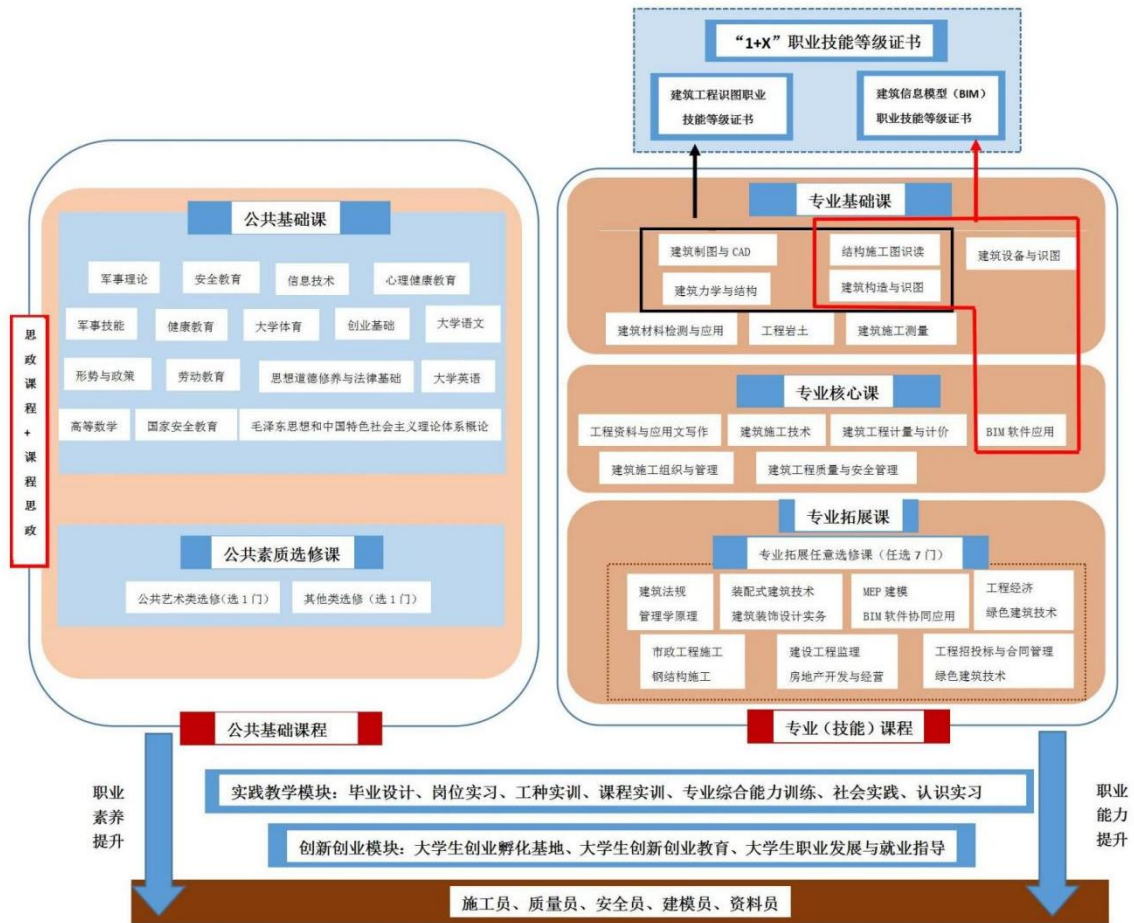 “1+X”职业技能等级证书
建筑工程识图职业
技能等级证书
建筑信息模型（BIM）
职业技能等级证书
思政课程+课程思政
公共基础课
军事理论
安全教育
信息技术
心理健康教育
军事技能
健康教育
大学体育
创业基础
大学语文
形势与政策
劳动教育
思想道德修养与法律基础
大学英语
高等数学
国家安全教育
毛泽东思想和中国特色社会主义理论体系概论
公共素质选修课
公共艺术类选修（选1门）
其他类选修（选1门）
公共基础课程
专业基础课
建筑制图与CAD
结构施工图识读
建筑设备与识图
建筑力学与结构
建筑构造与识图
建筑材料检测与应用
工程岩土
建筑施工测量
专业核心课
工程资料与应用文写作
建筑施工技术
建筑工程计量与计价
BIM软件应用
建筑施工组织与管理
建筑工程质量与安全管理
专业拓展课
专业拓展任意选修课（任选7门）
建筑法规
管理学原理
装配式建筑技术
建筑装饰设计实务
MEP建模
BIM软件协同应用
工程经济
绿色建筑技术
市政工程施工
钢结构施工
建设工程监理
房地产开发与经营
工程招投标与合同管理
绿色建筑技术
专业（技能）课程
职业
素养
提升
实践教学模块：毕业设计、岗位实习、工种实训、课程实训、专业综合能力训练、社会实践、认识实习
创新创业模块：大学生创业孵化基地、大学生创新创业教育、大学生职业发展与就业指导
职业
能力
提升
施工员、质量员、安全员、建模员、资料员